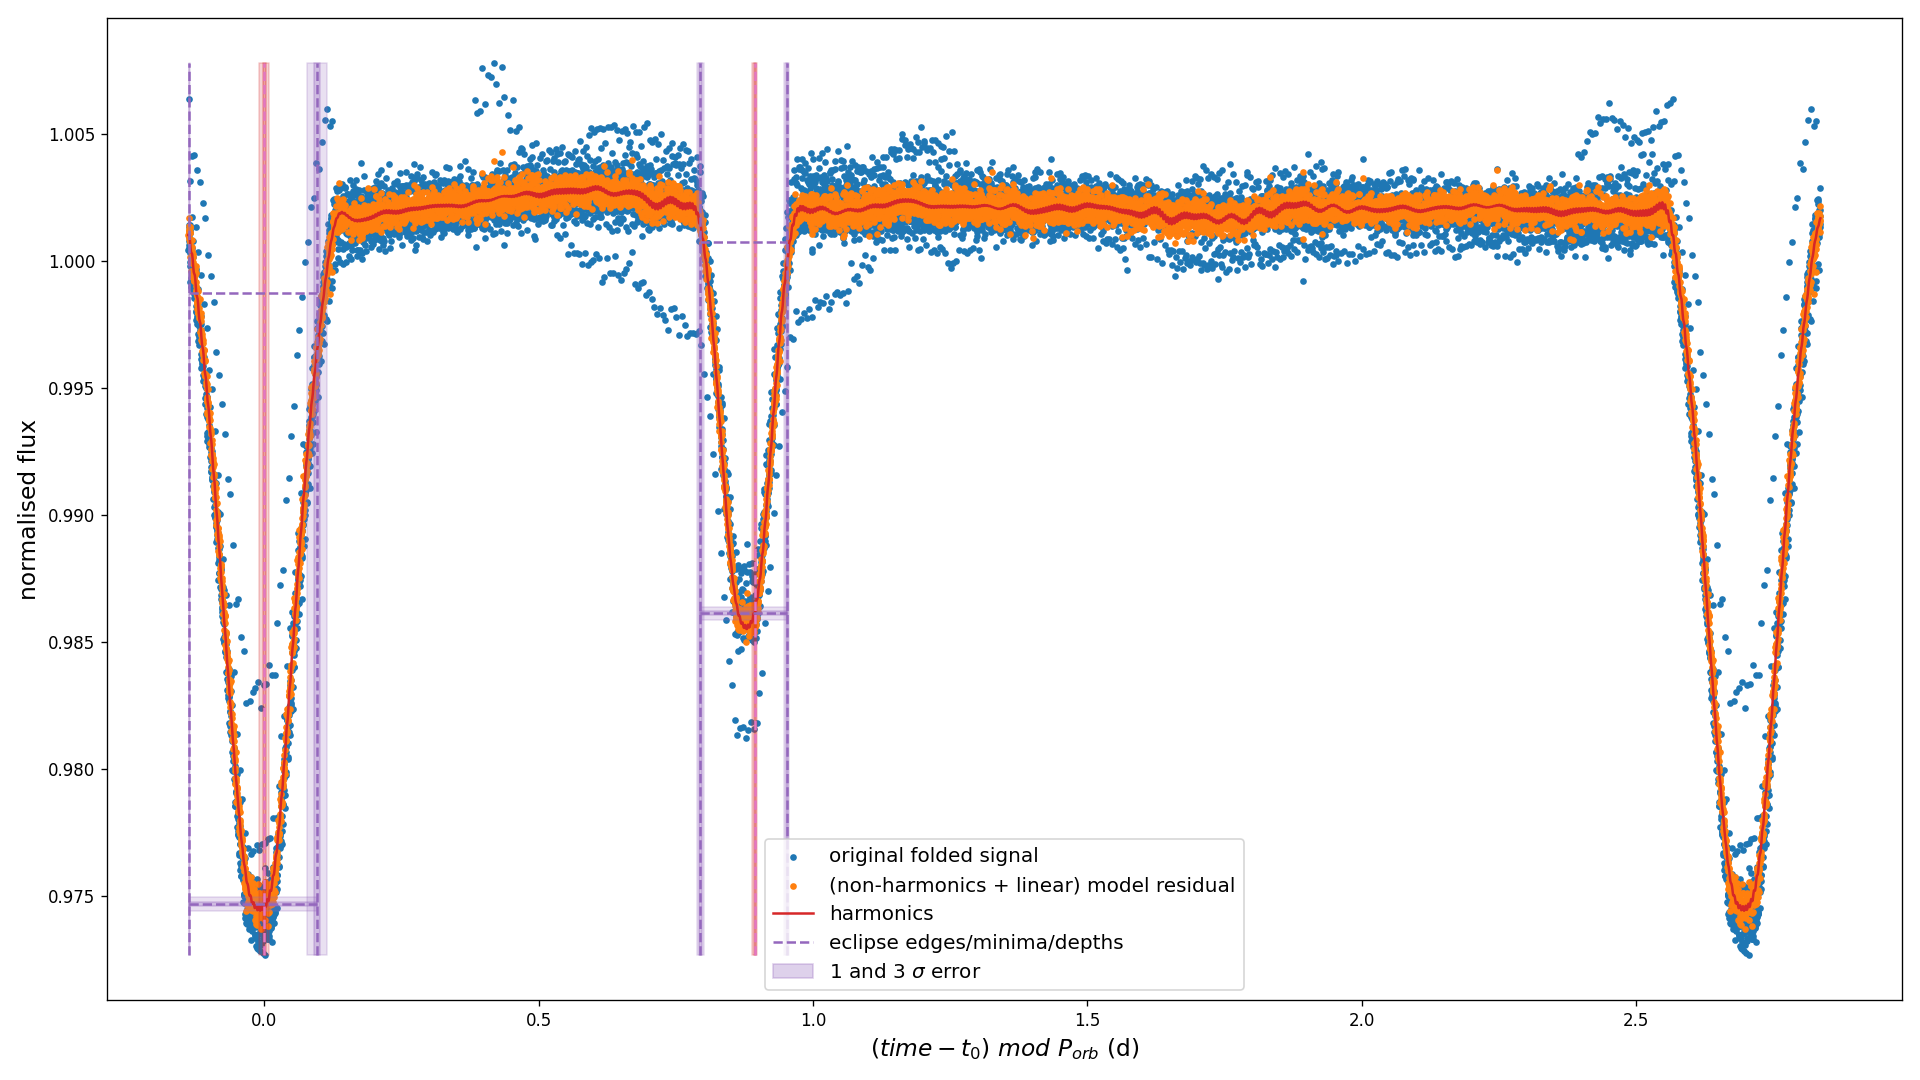 normalised flux
1.005
1.000
0.995
0.990
0.985
0.980
0.975
original folded signal
(non-harmonics + linear) model residual
harmonics
eclipse edges/minima/depths
1 and 3 σ error
0.0 0.5 1.0 1.5 2.0 2.5
(time − t₀) mod Pₒᵣb (d)